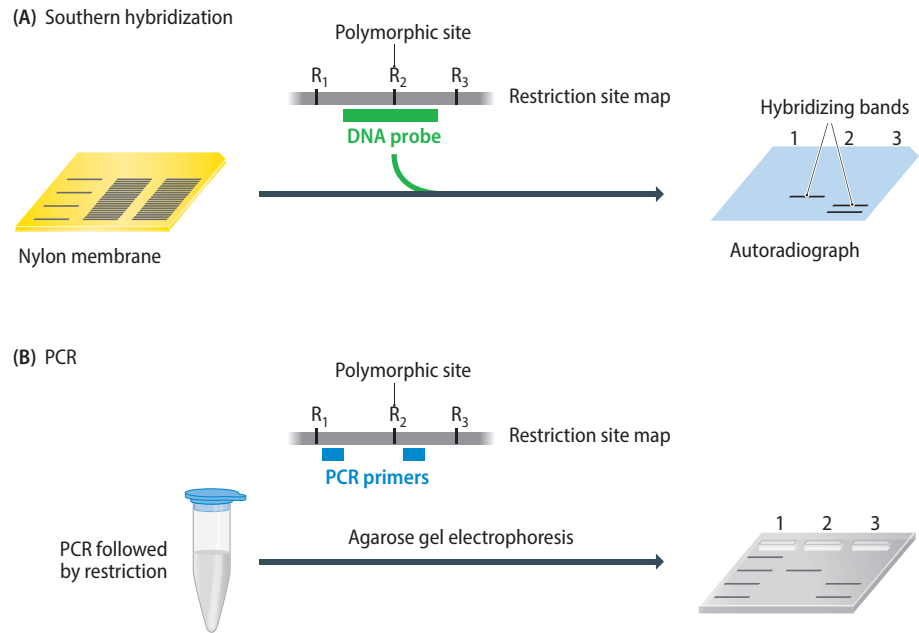 (A) Southern hybridization
Polymorphic site
R1 R2 R3
Restriction site map
DNA probe
Hybridizing bands
1 2 3
Nylon membrane
Autoradiograph
(B) PCR
Polymorphic site
R1 R2 R3
Restriction site map
PCR primers
PCR followed
by restriction
Agarose gel electrophoresis
1 2 3